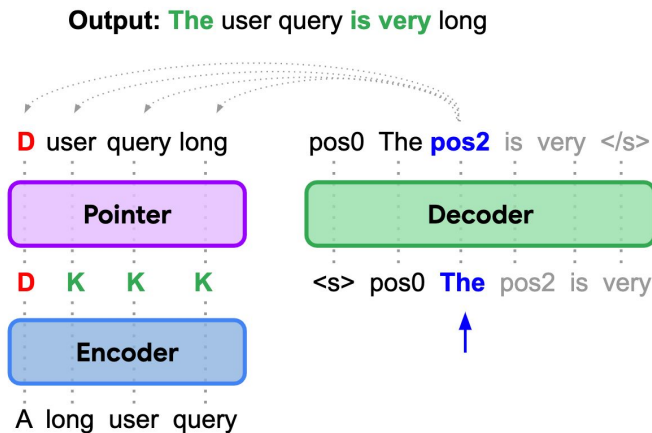 Output: The user query is very long
D user query long
pos0 The pos2 is very </s>
Pointer
Decoder
D K K K
<s> pos0 The pos2 is very
Encoder
A long user query